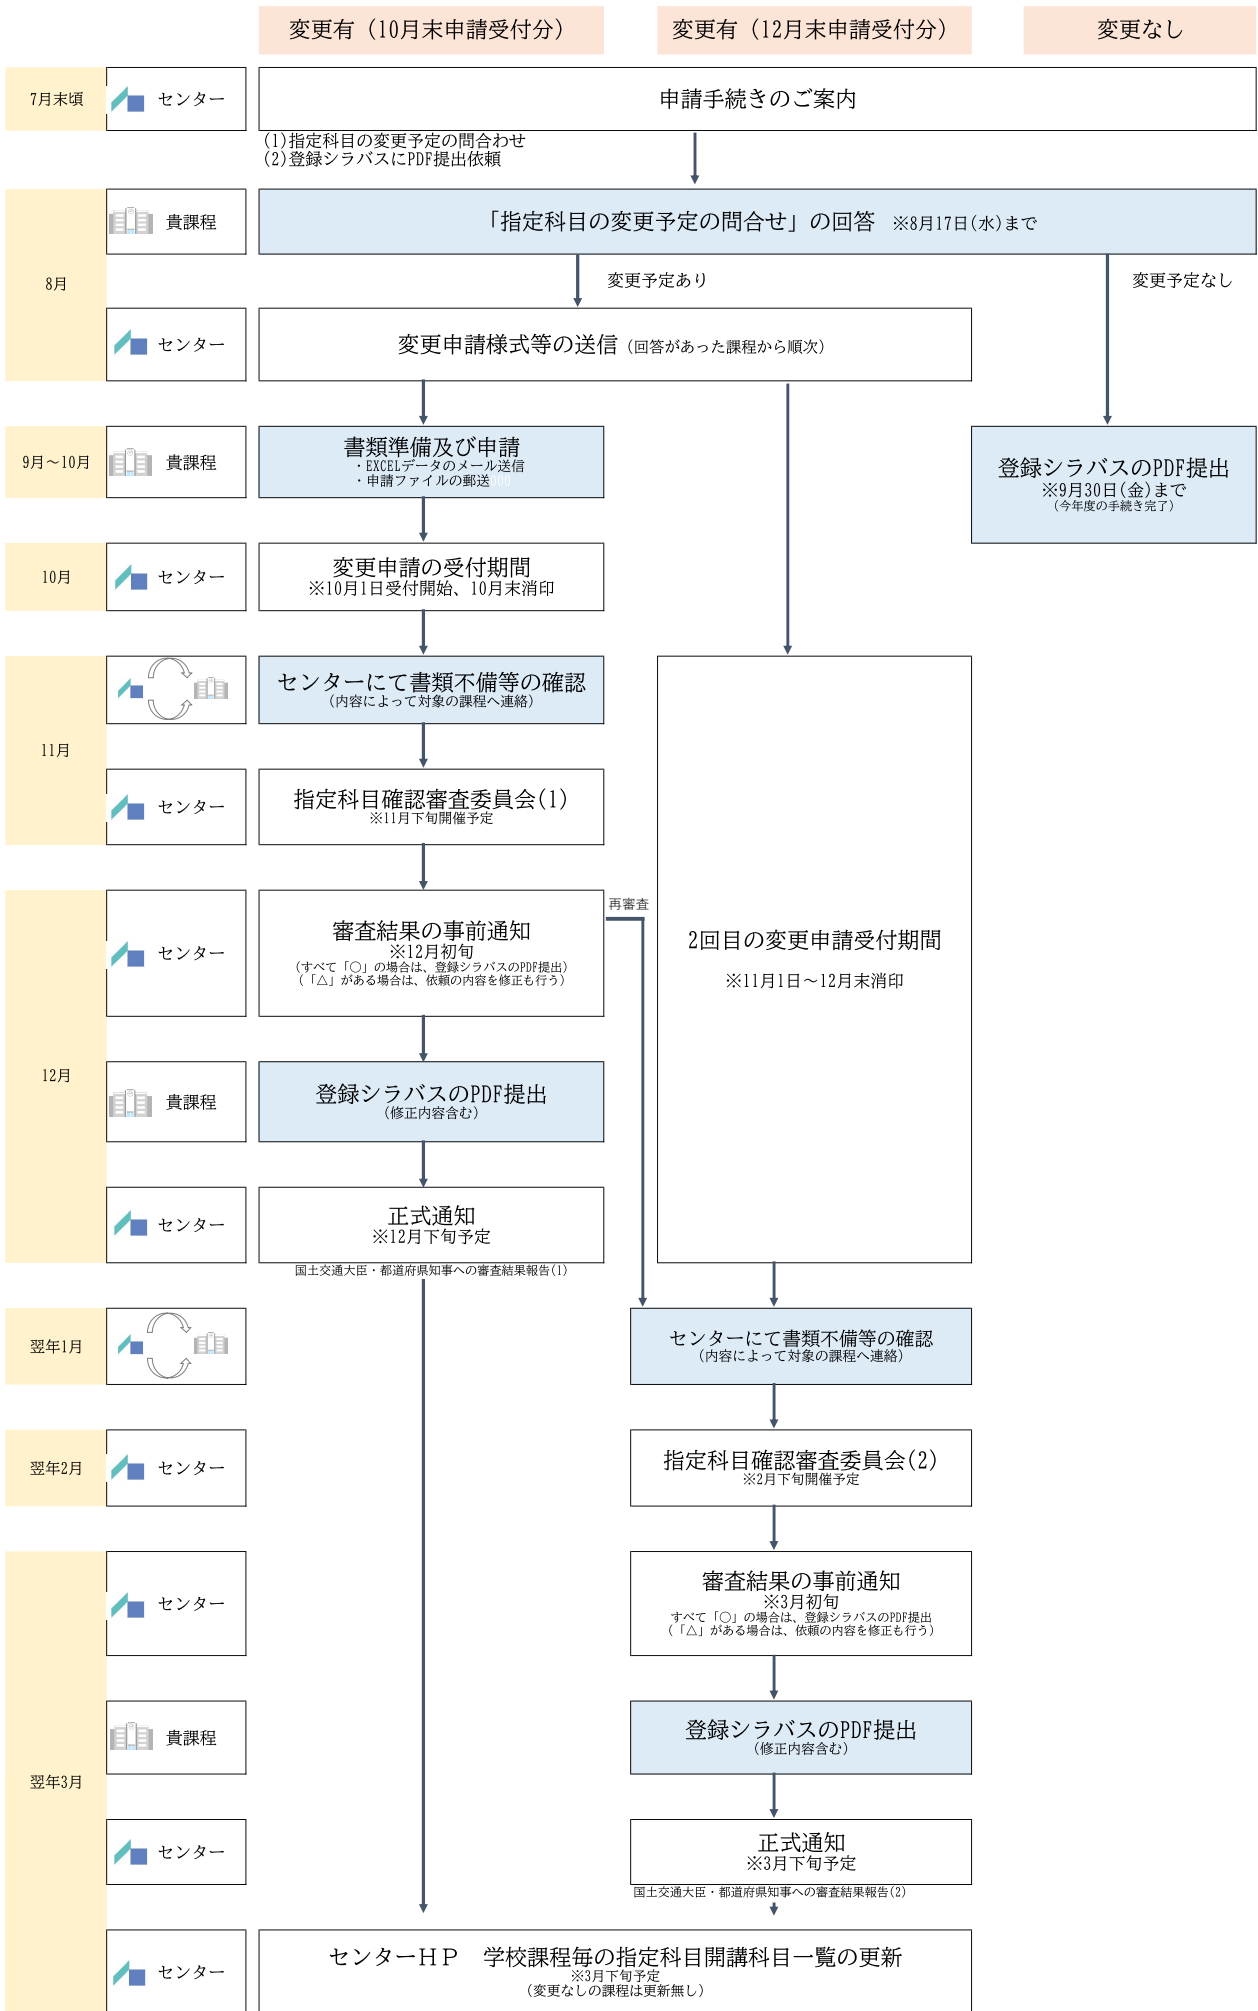 変更有（10月末申請受付分）
変更有（12月末申請受付分）
変更なし
7月末頃
センター
申請手続きのご案内
(1)指定科目の変更予定の問合わせ
(2)登録シラバスにPDF提出依頼
8月
貴課程
「指定科目の変更予定の問合せ」の回答 ※8月17日(水)まで
変更予定あり
変更予定なし
センター
変更申請様式等の送信（回答があった課程から順次）
9月～10月
貴課程
書類準備及び申請
・EXCELデータのメール送信
・申請ファイルの郵送000
登録シラバスのPDF提出
※9月30日(金)まで
（今年度の手続き完了）
10月
センター
変更申請の受付期間
※10月1日受付開始、10月末消印
11月
センターにて書類不備等の確認
（内容によって対象の課程へ連絡）
センター
指定科目確認審査委員会(1)
※11月下旬開催予定
12月
センター
審査結果の事前通知
※12月初旬
（すべて「○」の場合は、登録シラバスのPDF提出）
（「△」がある場合は、依頼の内容を修正も行う）
再審査
2回目の変更申請受付期間
※11月1日～12月末消印
貴課程
登録シラバスのPDF提出
（修正内容含む）
センター
正式通知
※12月下旬予定
国土交通大臣・都道府県知事への審査結果報告(1)
翌年1月
センターにて書類不備等の確認
（内容によって対象の課程へ連絡）
翌年2月
センター
指定科目確認審査委員会(2)
※2月下旬開催予定
翌年3月
センター
審査結果の事前通知
※3月初旬
すべて「○」の場合は、登録シラバスのPDF提出
（「△」がある場合は、依頼の内容を修正も行う）
貴課程
登録シラバスのPDF提出
（修正内容含む）
センター
正式通知
※3月下旬予定
国土交通大臣・都道府県知事への審査結果報告(2)
センター
センターＨＰ　学校課程毎の指定科目開講科目一覧の更新
※3月下旬予定
（変更なしの課程は更新無し）